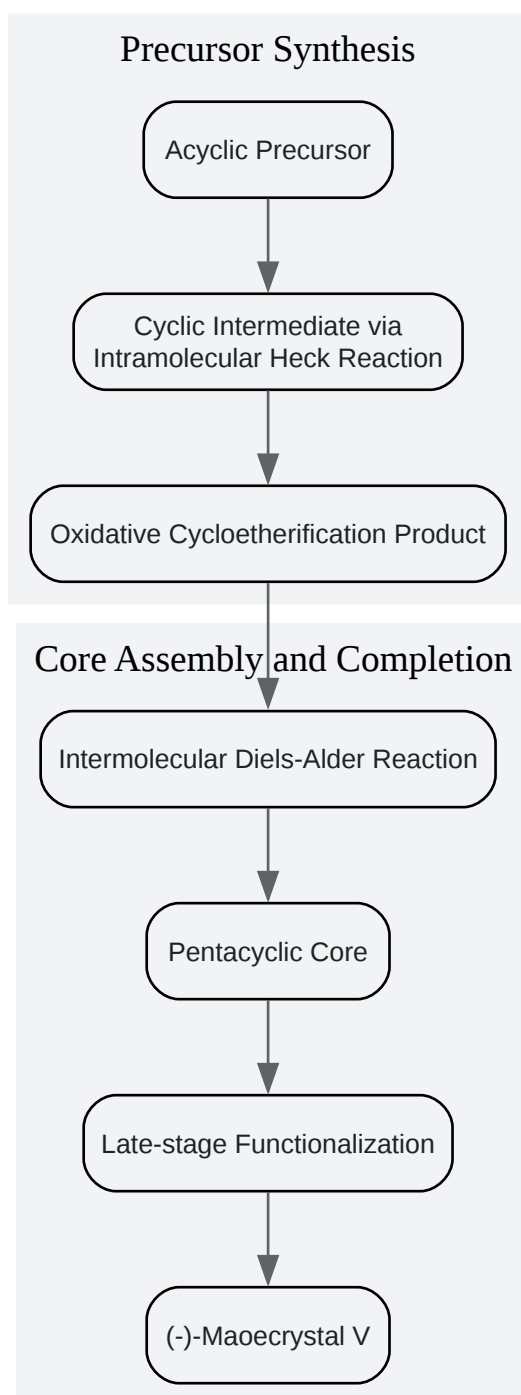 Precursor Synthesis
Acyclic Precursor
Cyclic Intermediate via
Intramolecular Heck Reaction
Oxidative Cycloetherification Product
Core Assembly and Completion
Intermolecular Diels-Alder Reaction
Pentacyclic Core
Late-stage Functionalization
(-)-Maoecrystal V